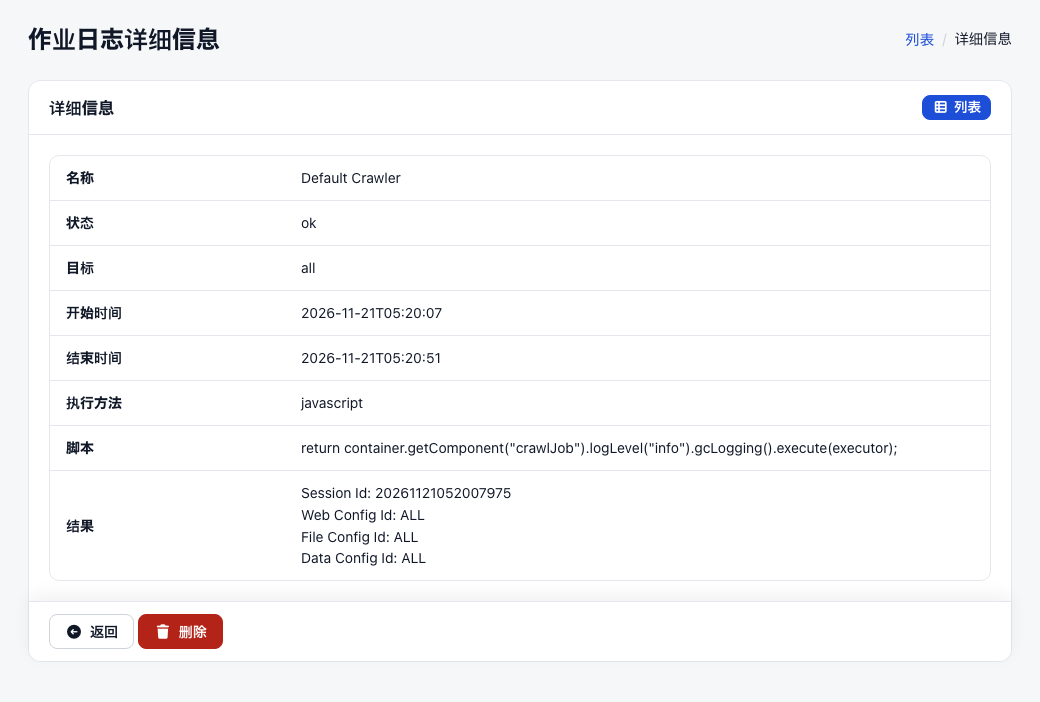 作业日志详细信息
列表 / 详细信息
详细信息
列表
名称 Default Crawler
状态 ok
目标 all
开始时间 2026-11-21T05:20:07
结束时间 2026-11-21T05:20:51
执行方法 javascript
脚本 return container.getComponent("crawlJob").logLevel("info").gcLogging().execute(executor);
结果
Session Id: 20261121052007975
Web Config Id: ALL
File Config Id: ALL
Data Config Id: ALL
返回 删除